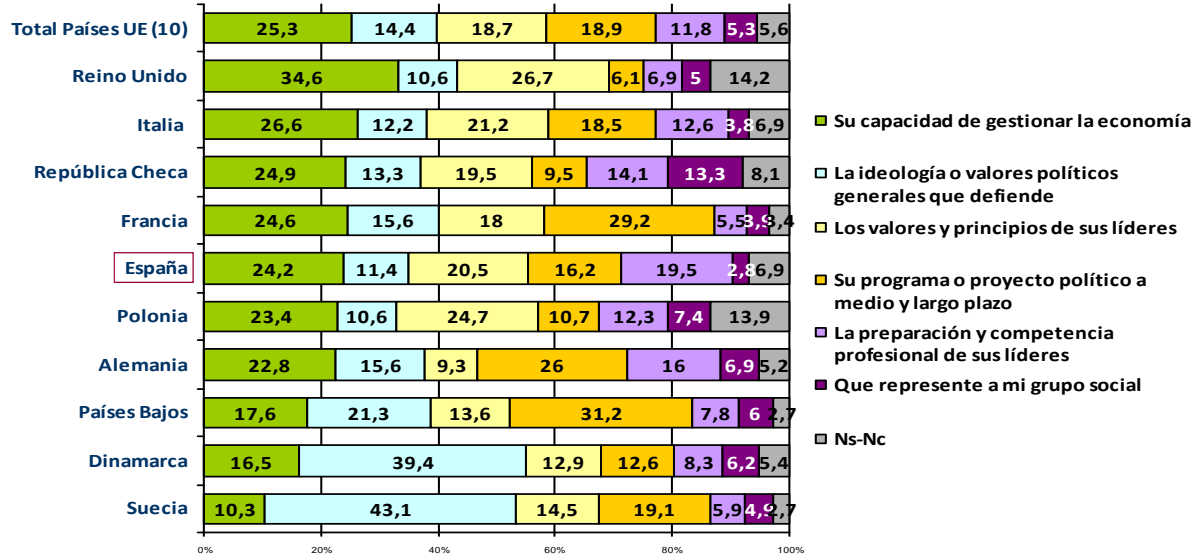 Total Países UE (10) 25,3 14,4 18,7 18,9 11,8 5,3 5,6
Reino Unido 34,6 10,6 26,7 6,1 6,9 5 14,2
Italia 26,6 12,2 21,2 18,5 12,6 3,8 6,9
República Checa 24,9 13,3 19,5 9,5 14,1 13,3 8,1
Francia 24,6 15,6 18 29,2 5,5 3,9 3,4
España 24,2 11,4 20,5 16,2 19,5 2,8 6,9
Polonia 23,4 10,6 24,7 10,7 12,3 7,4 13,9
Alemania 22,8 15,6 9,3 26 16 6,9 5,2
Países Bajos 17,6 21,3 13,6 31,2 7,8 6 2,7
Dinamarca 16,5 39,4 12,9 12,6 8,3 6,2 5,4
Suecia 10,3 43,1 14,5 19,1 5,9 4,9 2,7
0% 20% 40% 60% 80% 100%
Su capacidad de gestionar la economía
La ideología o valores políticos
generales que defiende
Los valores y principios de sus líderes
Su programa o proyecto político a
medio y largo plazo
La preparación y competencia
profesional de sus líderes
Que represente a mi grupo social
Ns-Nc